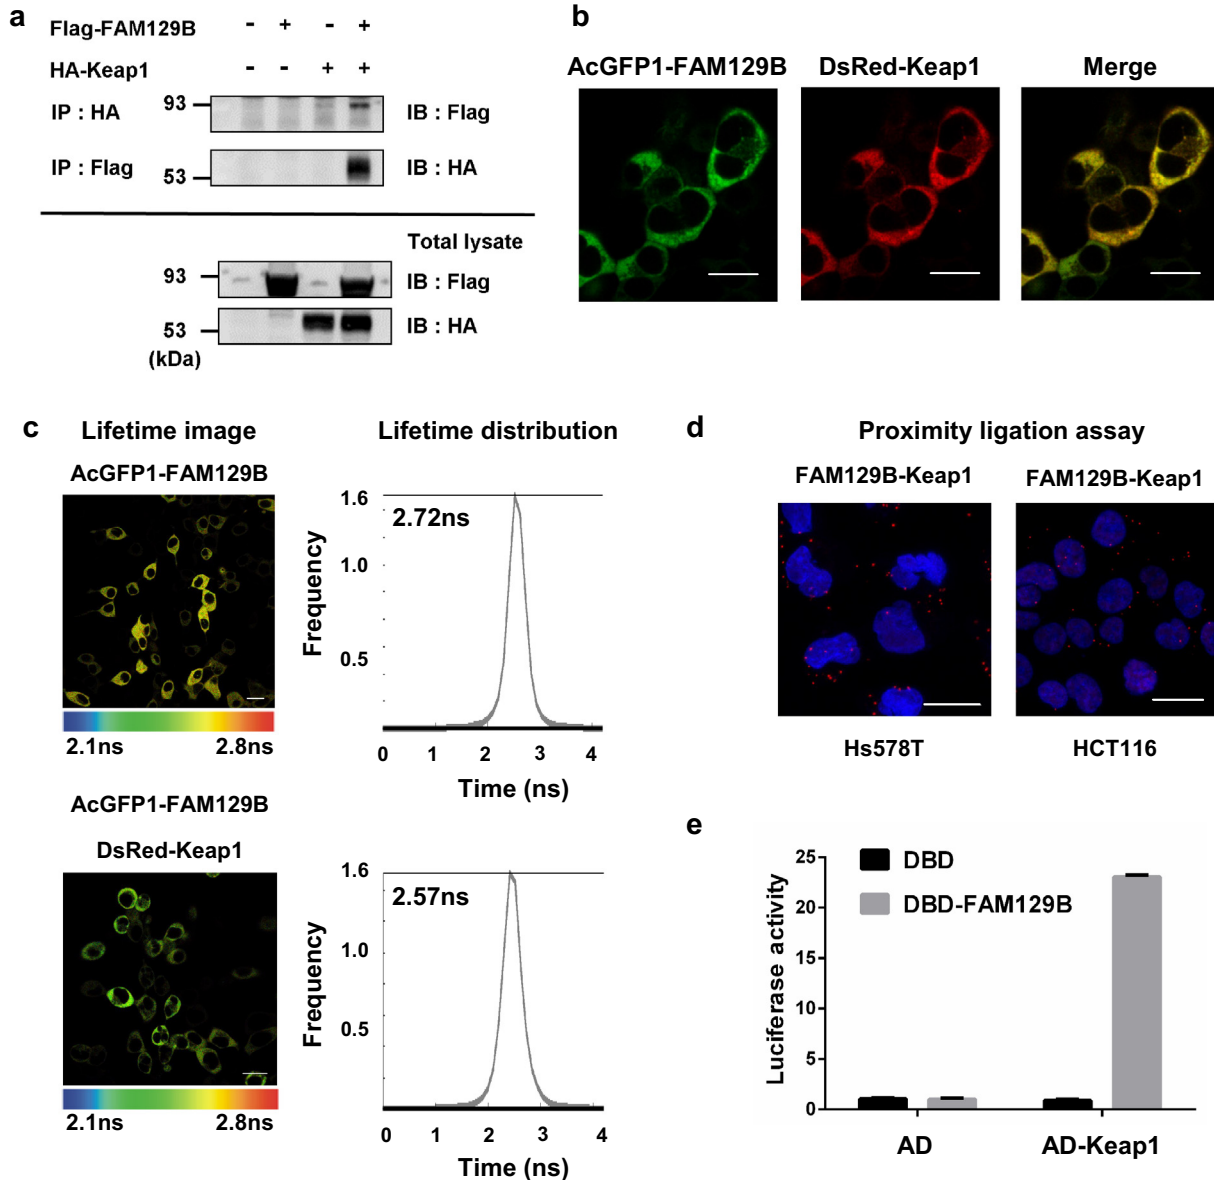 a
Flag-FAM129B - + - +
HA-Keap1 - - + +
IP : HA 93 IB : Flag
IP : Flag 53 IB : HA
Total lysate
93 IB : Flag
53 IB : HA
(kDa)
b
AcGFP1-FAM129B DsRed-Keap1 Merge
c
Lifetime image Lifetime distribution
AcGFP1-FAM129B
2.1ns 2.8ns
2.72ns
1.6
1.0
0.5
Frequency
0 1 2 3 4
Time (ns)
AcGFP1-FAM129B
DsRed-Keap1
2.1ns 2.8ns
2.57ns
1.6
1.0
0.5
Frequency
0 1 2 3 4
Time (ns)
d
Proximity ligation assay
FAM129B-Keap1 FAM129B-Keap1
Hs578T HCT116
e
DBD
DBD-FAM129B
25
20
15
10
5
0
Luciferase activity
AD AD-Keap1